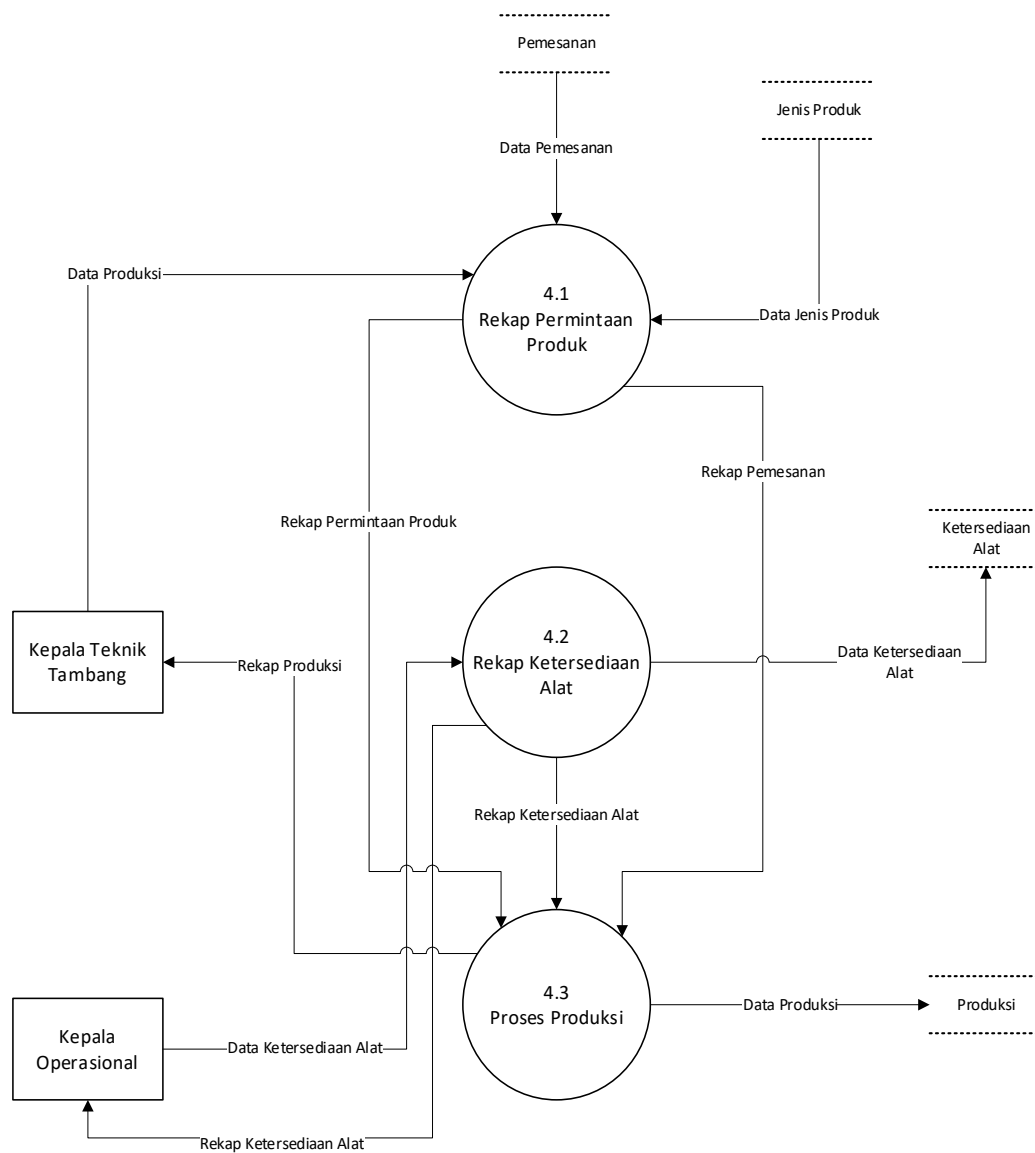 Pemesanan
Jenis Produk
Data Pemesanan
Data Produksi
4.1
Rekap Permintaan
Produk
Data Jenis Produk
Rekap Pemesanan
Rekap Permintaan Produk
Ketersediaan
Alat
Kepala Teknik
Tambang
Rekap Produksi
4.2
Rekap Ketersediaan
Alat
Data Ketersediaan
Alat
Rekap Ketersediaan Alat
4.3
Proses Produksi
Data Produksi
Produksi
Kepala
Operasional
Data Ketersediaan Alat
Rekap Ketersediaan Alat